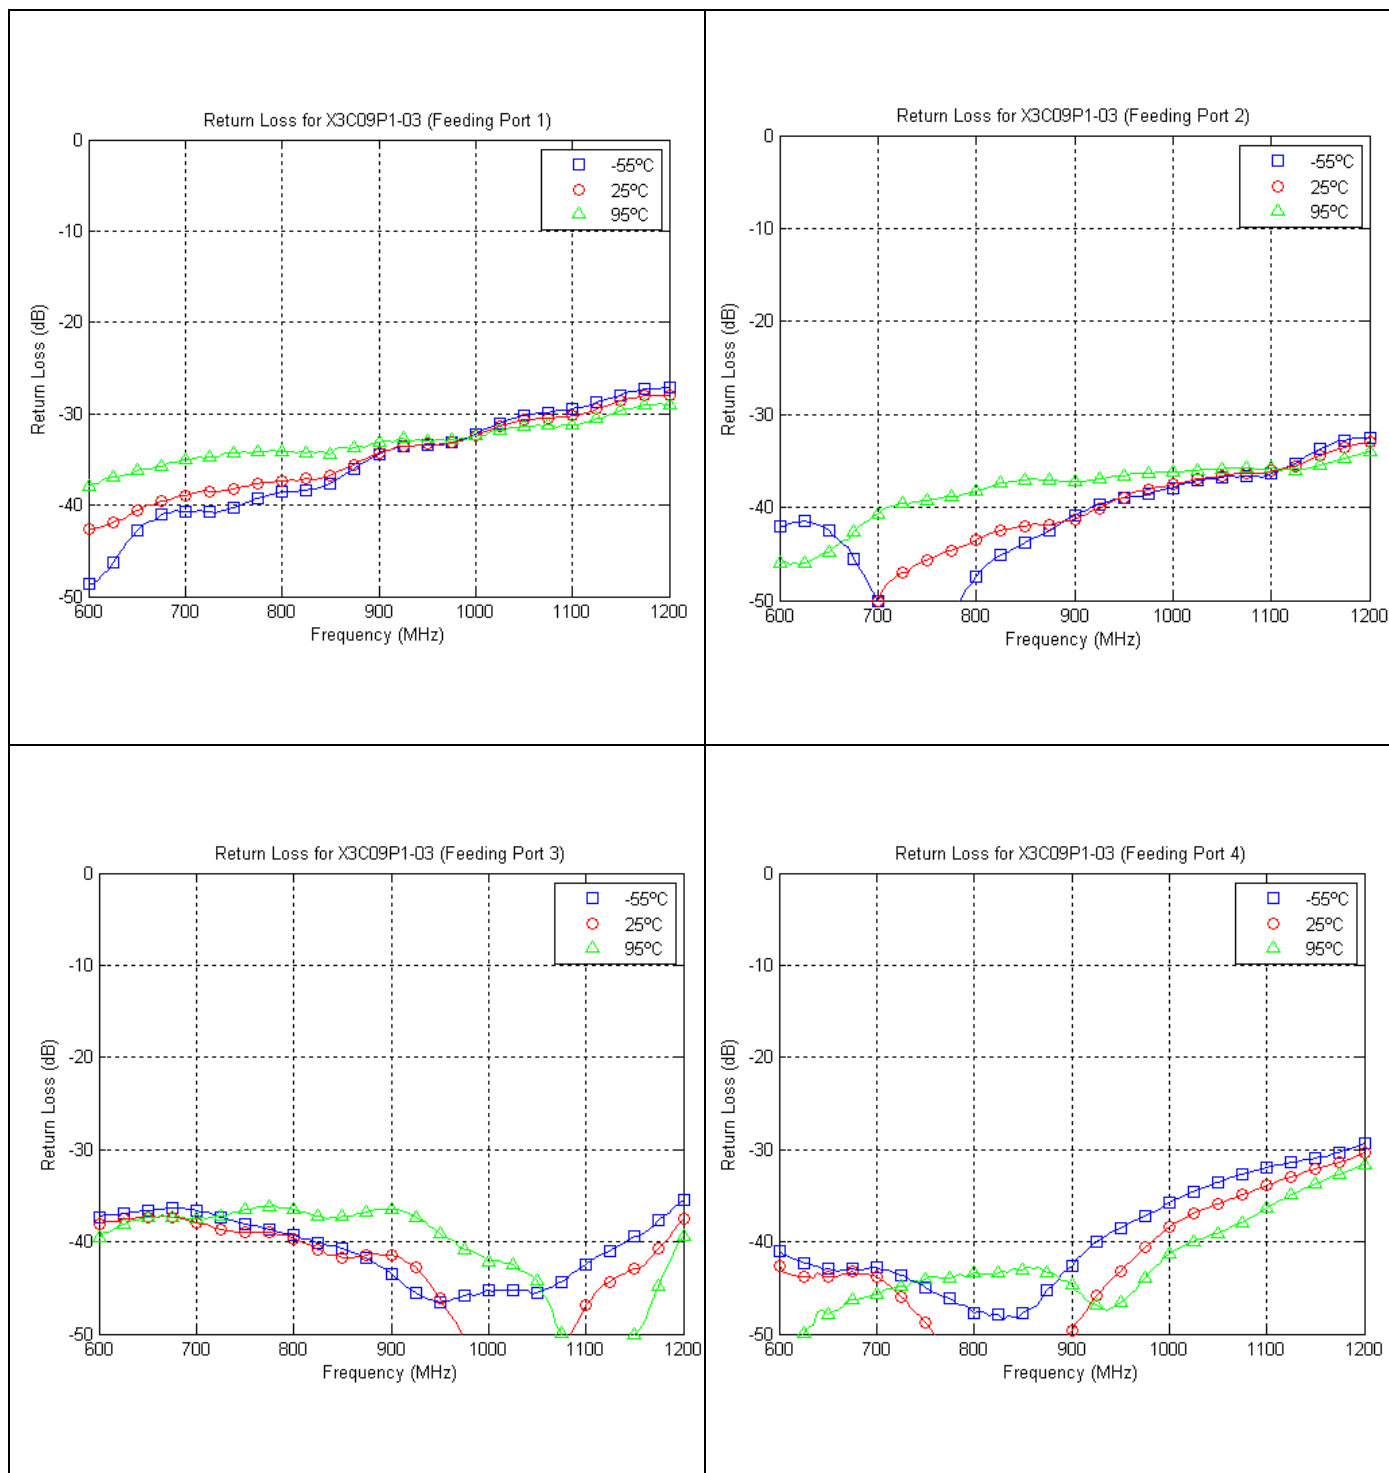 Return Loss for X3C09P1-03 (Feeding Port 1)
0
-10
-20
-30
-40
-50
Return Loss (dB)
-55ºC
25ºC
95ºC
600 700 800 900 1000 1100 1200
Frequency (MHz)
Return Loss for X3C09P1-03 (Feeding Port 2)
0
-10
-20
-30
-40
-50
Return Loss (dB)
-55ºC
25ºC
95ºC
600 700 800 900 1000 1100 1200
Frequency (MHz)
Return Loss for X3C09P1-03 (Feeding Port 3)
0
-10
-20
-30
-40
-50
Return Loss (dB)
-55ºC
25ºC
95ºC
600 700 800 900 1000 1100 1200
Frequency (MHz)
Return Loss for X3C09P1-03 (Feeding Port 4)
0
-10
-20
-30
-40
-50
Return Loss (dB)
-55ºC
25ºC
95ºC
600 700 800 900 1000 1100 1200
Frequency (MHz)